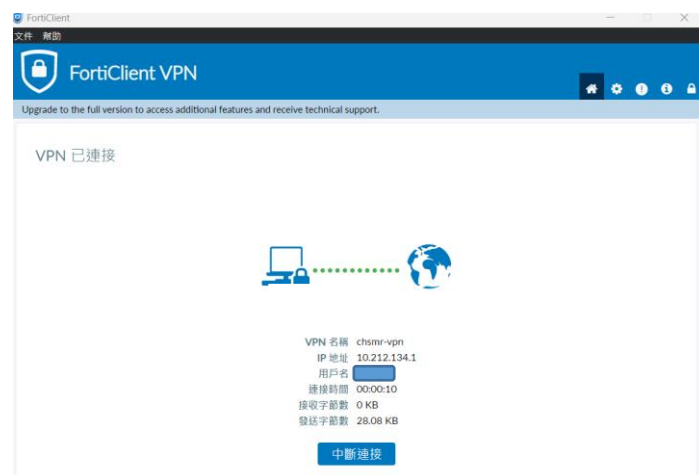 FortiClient
文件 幫助
FortiClient VPN
Upgrade to the full version to access additional features and receive technical support.
VPN 已連接
VPN 名稱 chsmr-vpn
IP 地址 10.212.134.1
用戶名
連接時間 00:00:10
接收字節數 0 KB
發送字節數 28.08 KB
中斷連接